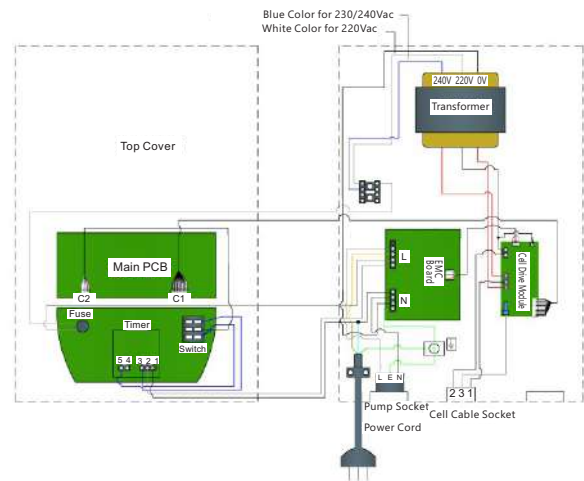 Blue Color for 230/240Vac
White Color for 220Vac
240V 220V 0V
Transformer
Top Cover
Main PCB
C2
C1
Fuse
Timer
5 4
3 2 1
Switch
L
N
EMC
Board
Cell Drive Module
L E N
Pump Socket
Power Cord
2 3 1
Cell Cable Socket